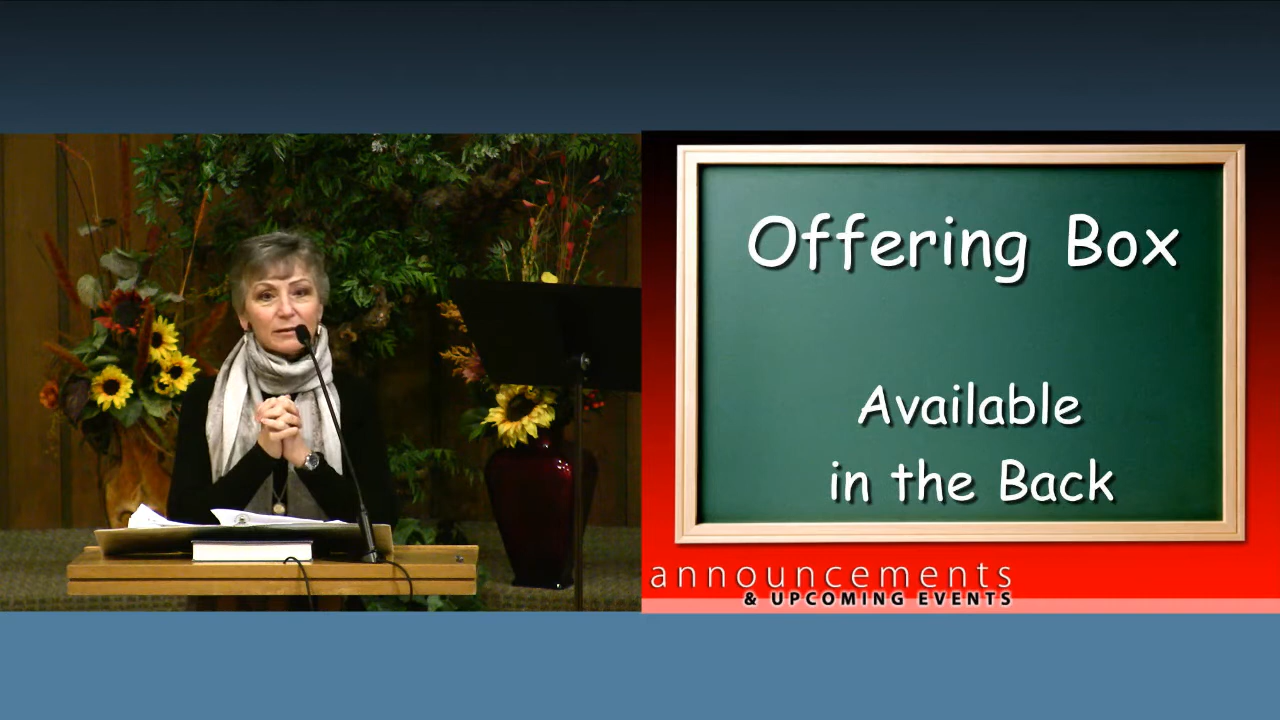 Offering Box
Available
in the Back
announcements
& UPCOMING EVENTS